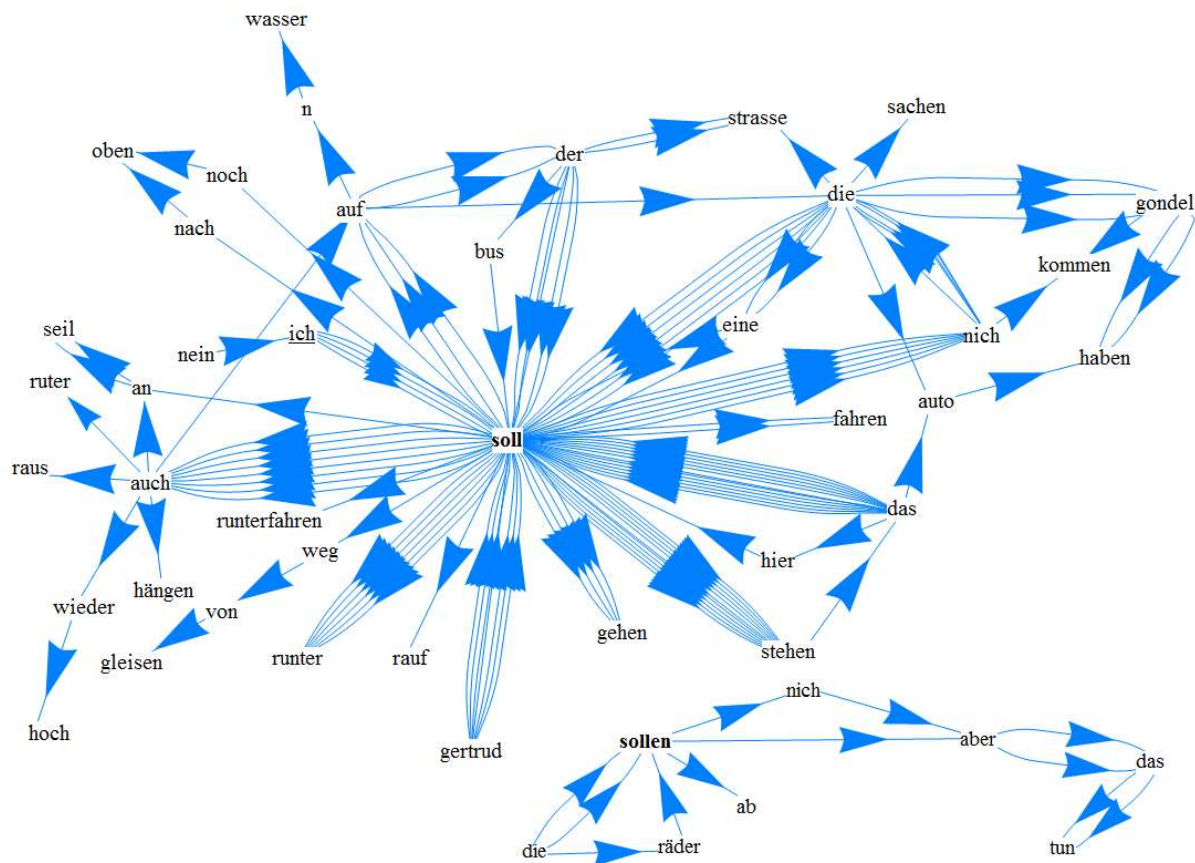 wasser
n
strasse
sachen
der
oben
noch
die
auf
gondel
nach
bus
kommen
seil
ich
eine
nich
nein
haben
ruter
an
auto
fahren
soll
raus
auch
das
runterfahren
weg
hier
hängen
wieder
von
gehen
gleisen
runter
rauf
stehen
nich
hoch
gertrud
sollen
aber
das
ab
tun
die
räder